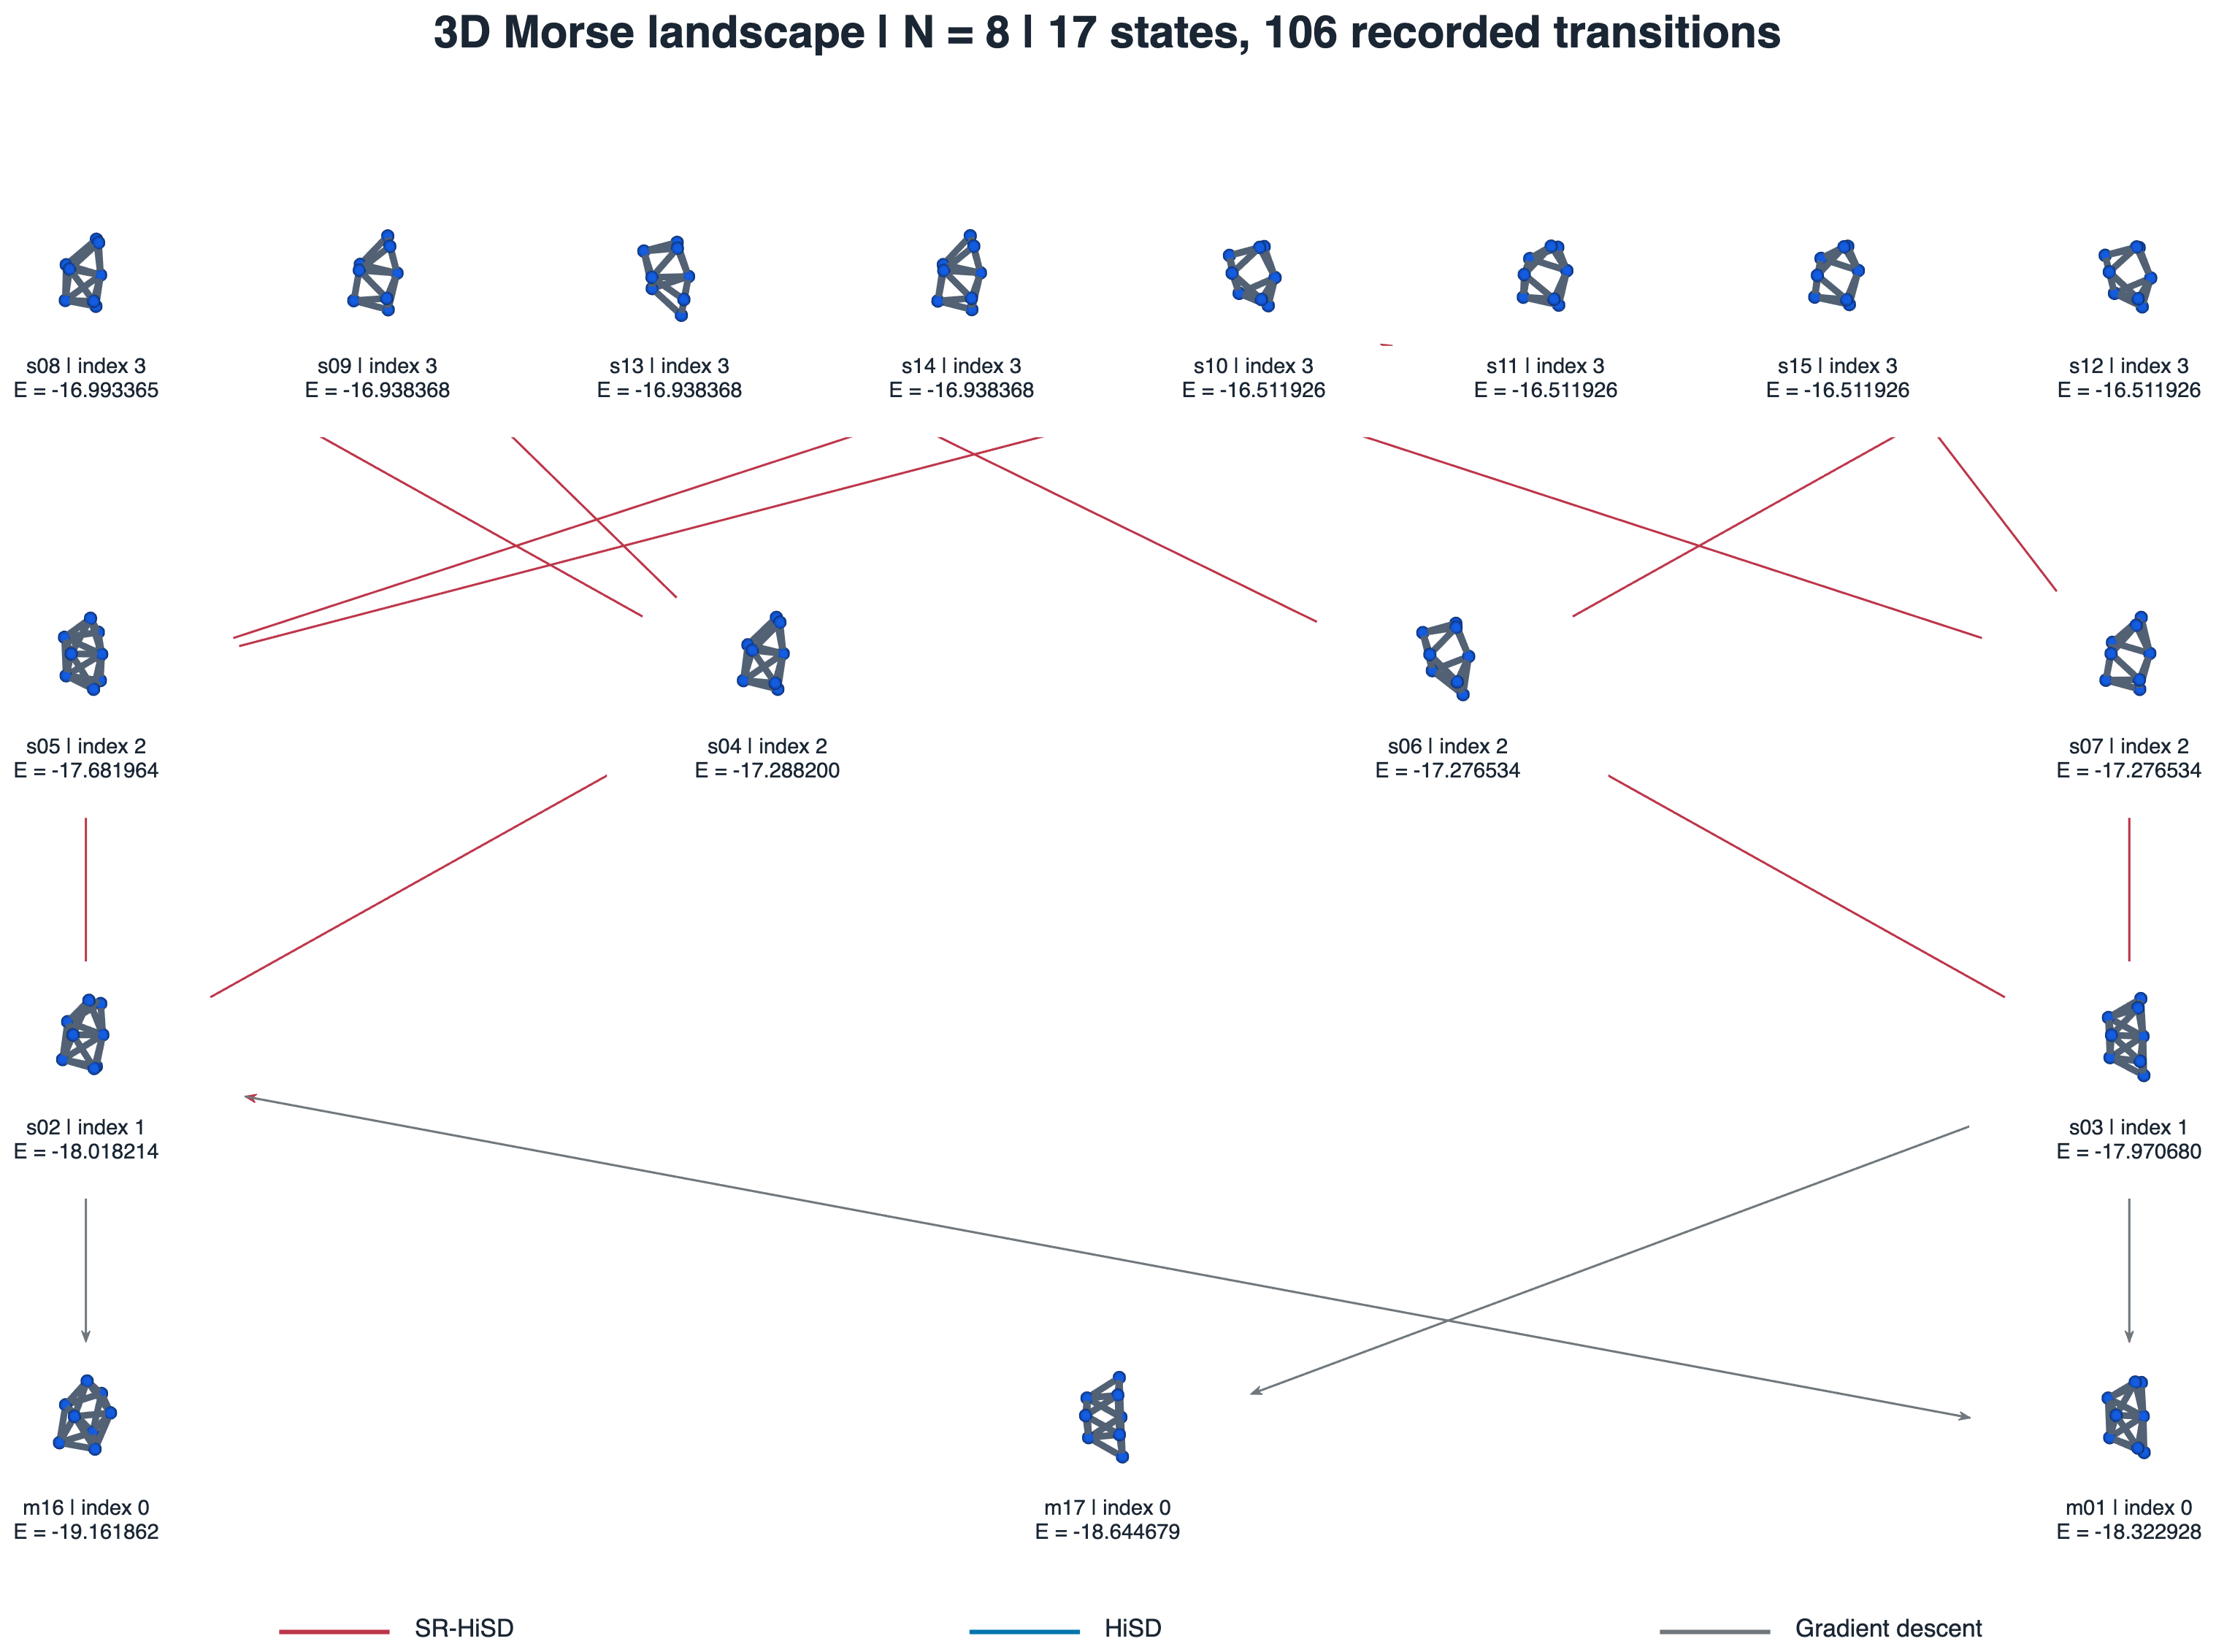 3D Morse landscape | N = 8 | 17 states, 106 recorded transitions
s08 | index 3
E = -16.993365
s09 | index 3
E = -16.938368
s13 | index 3
E = -16.938368
s14 | index 3
E = -16.938368
s10 | index 3
E = -16.511926
s11 | index 3
E = -16.511926
s15 | index 3
E = -16.511926
s12 | index 3
E = -16.511926
s05 | index 2
E = -17.681964
s04 | index 2
E = -17.288200
s06 | index 2
E = -17.276534
s07 | index 2
E = -17.276534
s02 | index 1
E = -18.018214
s03 | index 1
E = -17.970680
m16 | index 0
E = -19.161862
m17 | index 0
E = -18.644679
m01 | index 0
E = -18.322928
SR-HiSD
HiSD
Gradient descent